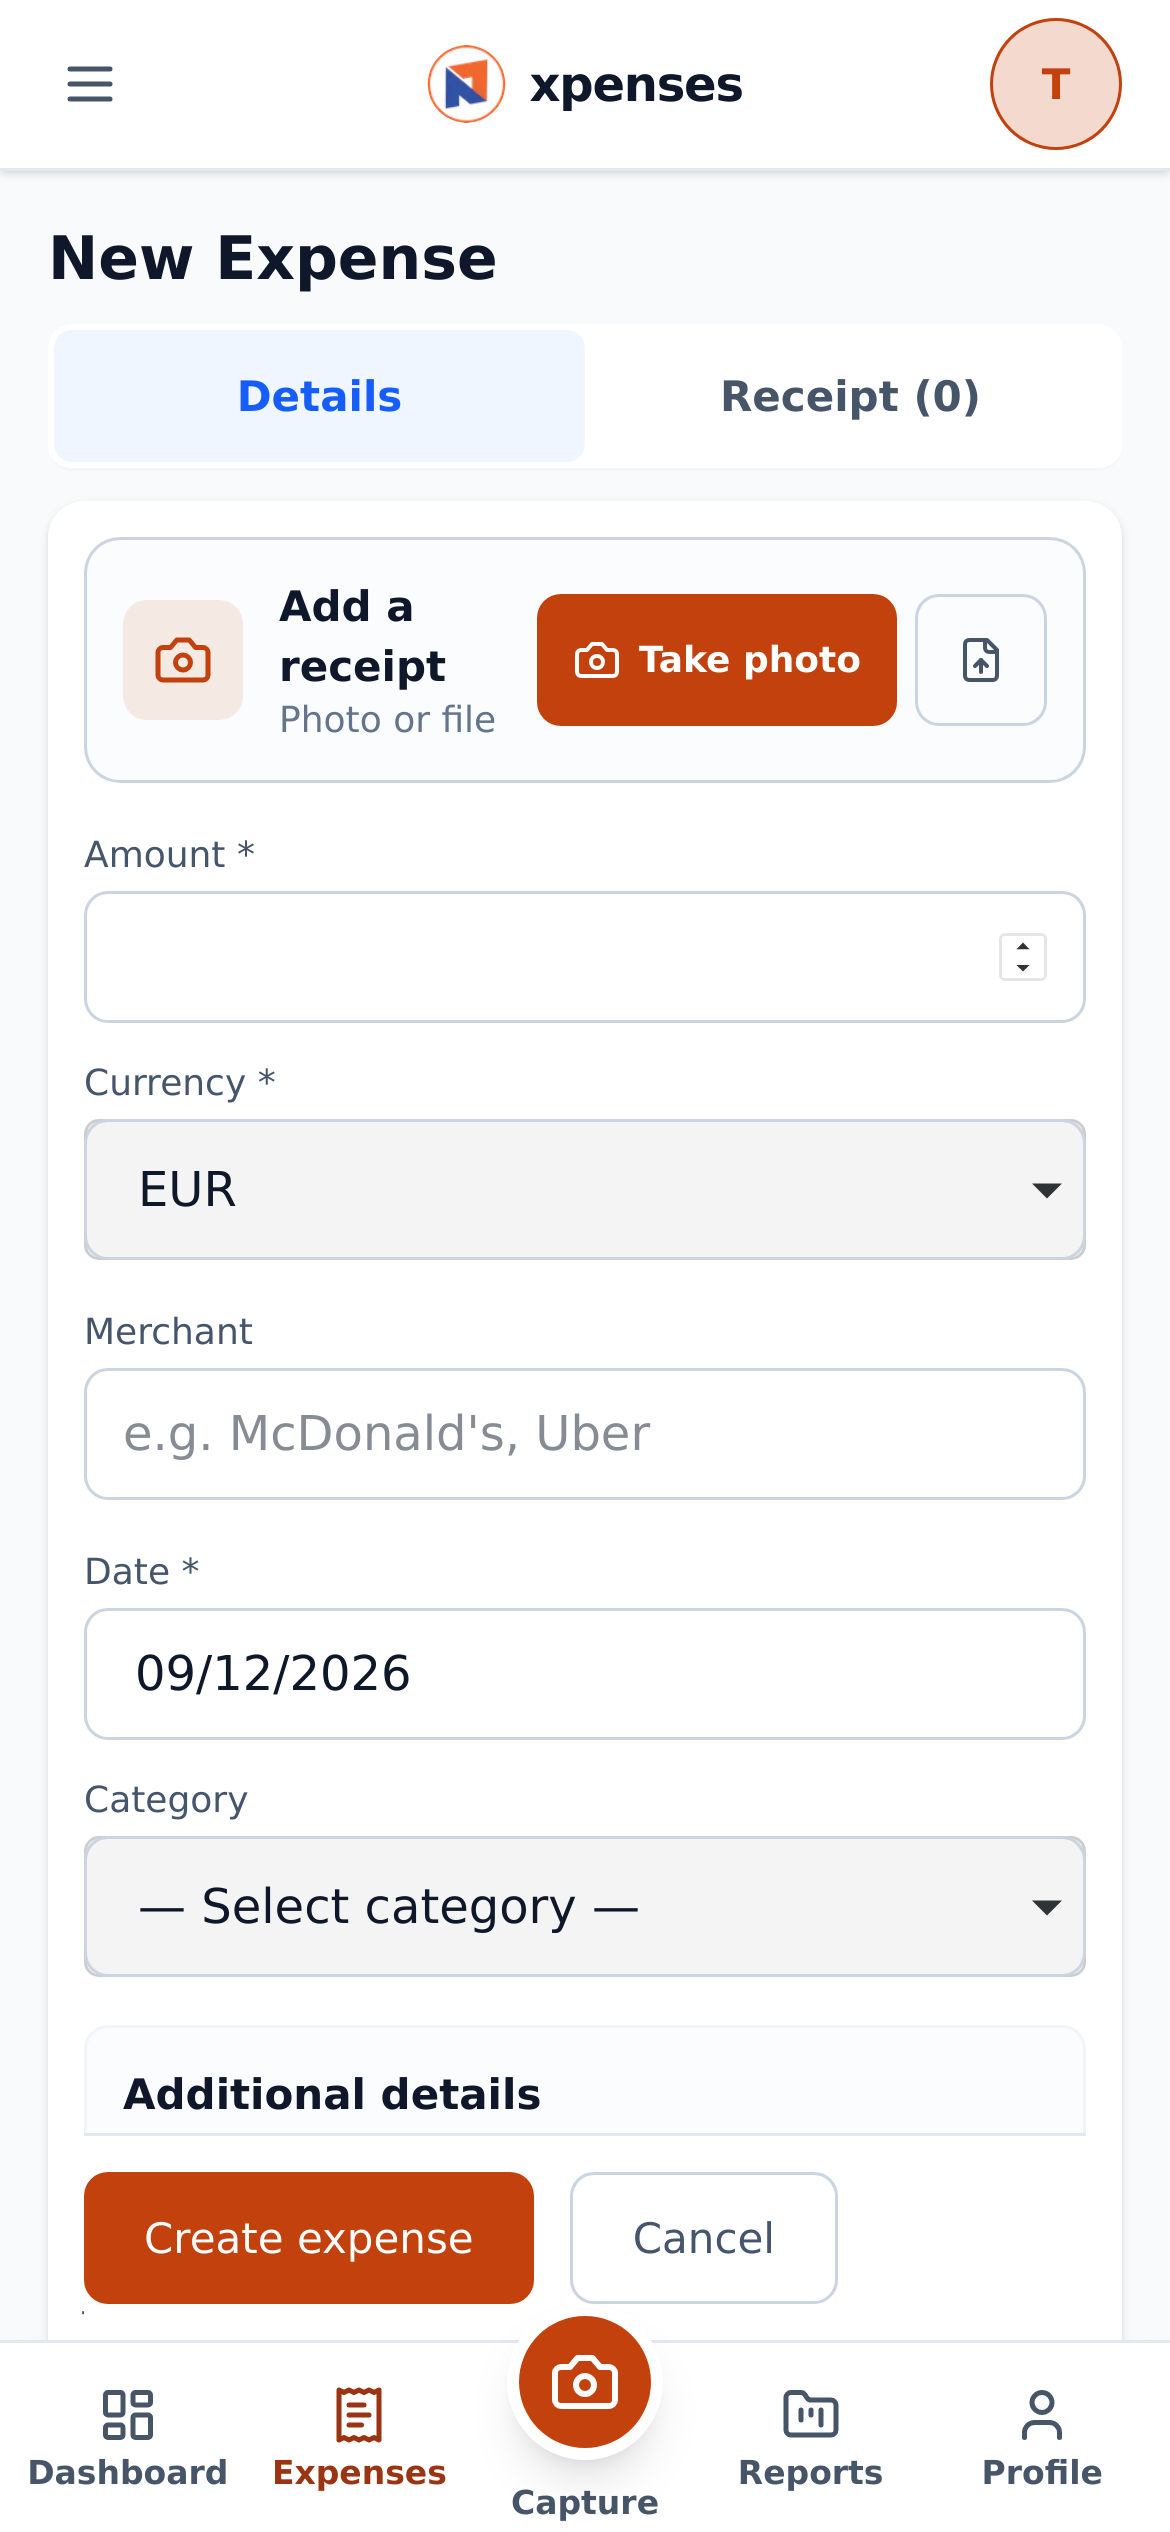 xpenses
T
New Expense
Details
Receipt (0)
Add a
receipt
Photo or file
Take photo
Amount *
Currency *
EUR
Merchant
e.g. McDonald's, Uber
Date *
09/12/2026
Category
— Select category —
Additional details
Create expense
Cancel
Dashboard
Expenses
Capture
Reports
Profile